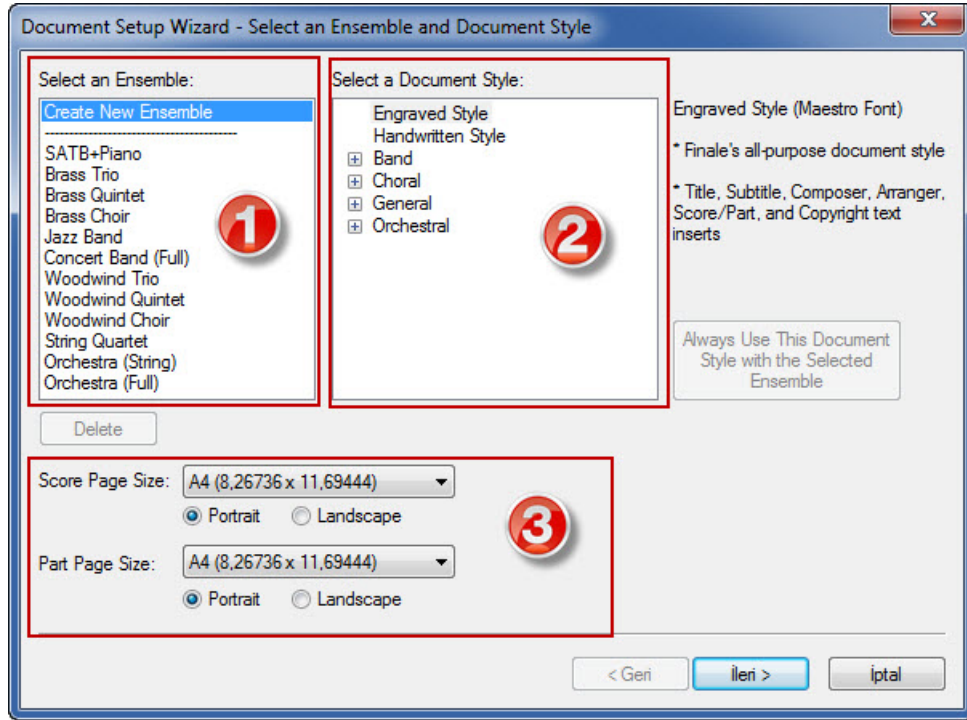 Document Setup Wizard - Select an Ensemble and Document Style
x
Select an Ensemble:
Create New Ensemble
----------------------------------------
SATB+Piano
Brass Trio
Brass Quintet
Brass Choir
Jazz Band
Concert Band (Full)
Woodwind Trio
Woodwind Quintet
Woodwind Choir
String Quartet
Orchestra (String)
Orchestra (Full)
1
Delete
Select a Document Style:
Engraved Style
Handwritten Style
Band
Choral
General
Orchestral
2
Engraved Style (Maestro Font)
* Finale's all-purpose document style
* Title, Subtitle, Composer, Arranger,
Score/Part, and Copyright text
inserts
Always Use This Document
Style with the Selected
Ensemble
Score Page Size: A4 (8,26736 x 11,69444)
Portrait Landscape
3
Part Page Size: A4 (8,26736 x 11,69444)
Portrait Landscape
< Geri İleri > İptal